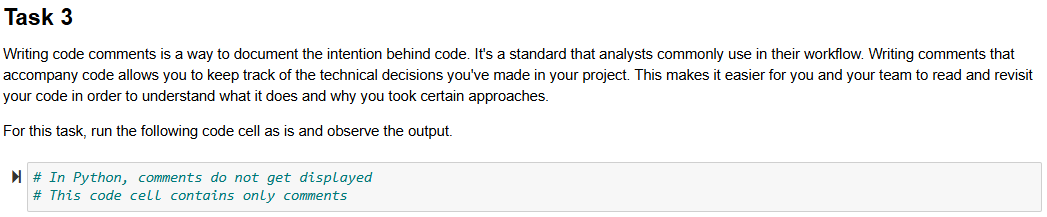 Task 3
Writing code comments is a way to document the intention behind code. It's a standard that analysts commonly use in their workflow. Writing comments that
accompany code allows you to keep track of the technical decisions you've made in your project. This makes it easier for you and your team to read and revisit
your code in order to understand what it does and why you took certain approaches.
For this task, run the following code cell as is and observe the output.
# In Python, comments do not get displayed
# This code cell contains only comments